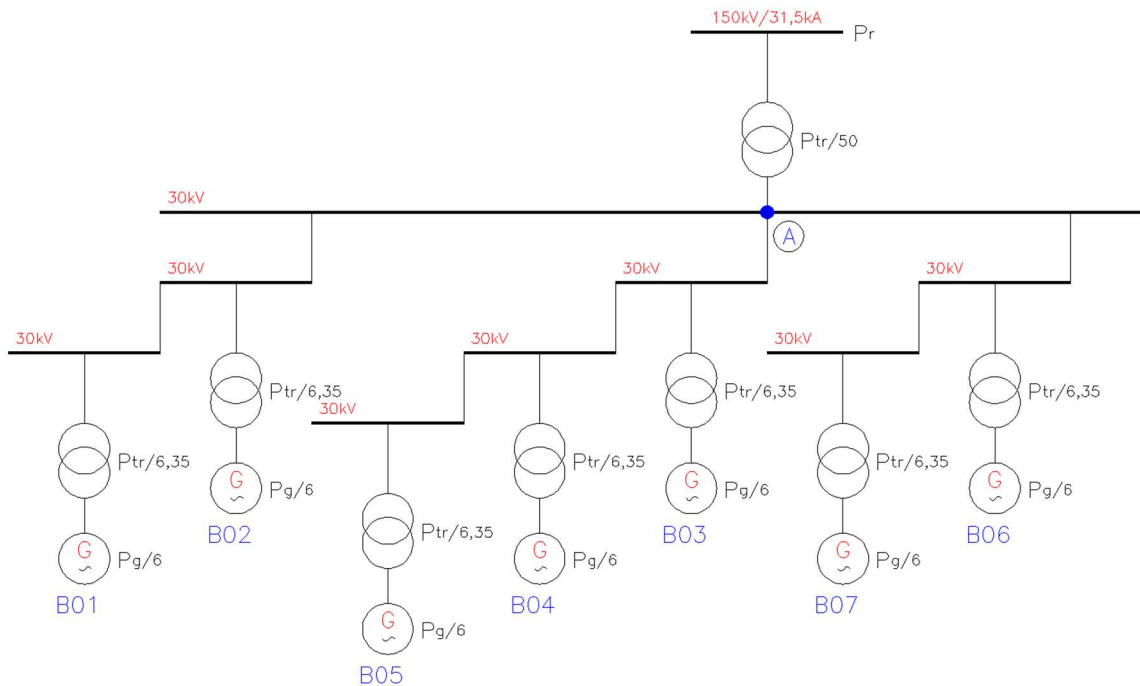 150kV/31,5kA
Pr
Ptr/50
30kV
A
30kV
30kV
30kV
30kV
30kV
30kV
30kV
Ptr/6,35
Ptr/6,35
Ptr/6,35
30kV
Ptr/6,35
Ptr/6,35
Ptr/6,35
G
Pg/6
G
Pg/6
G
Pg/6
B02
B03
B06
Ptr/6,35
G
Pg/6
G
Pg/6
G
Pg/6
B01
B04
B07
G
Pg/6
B05